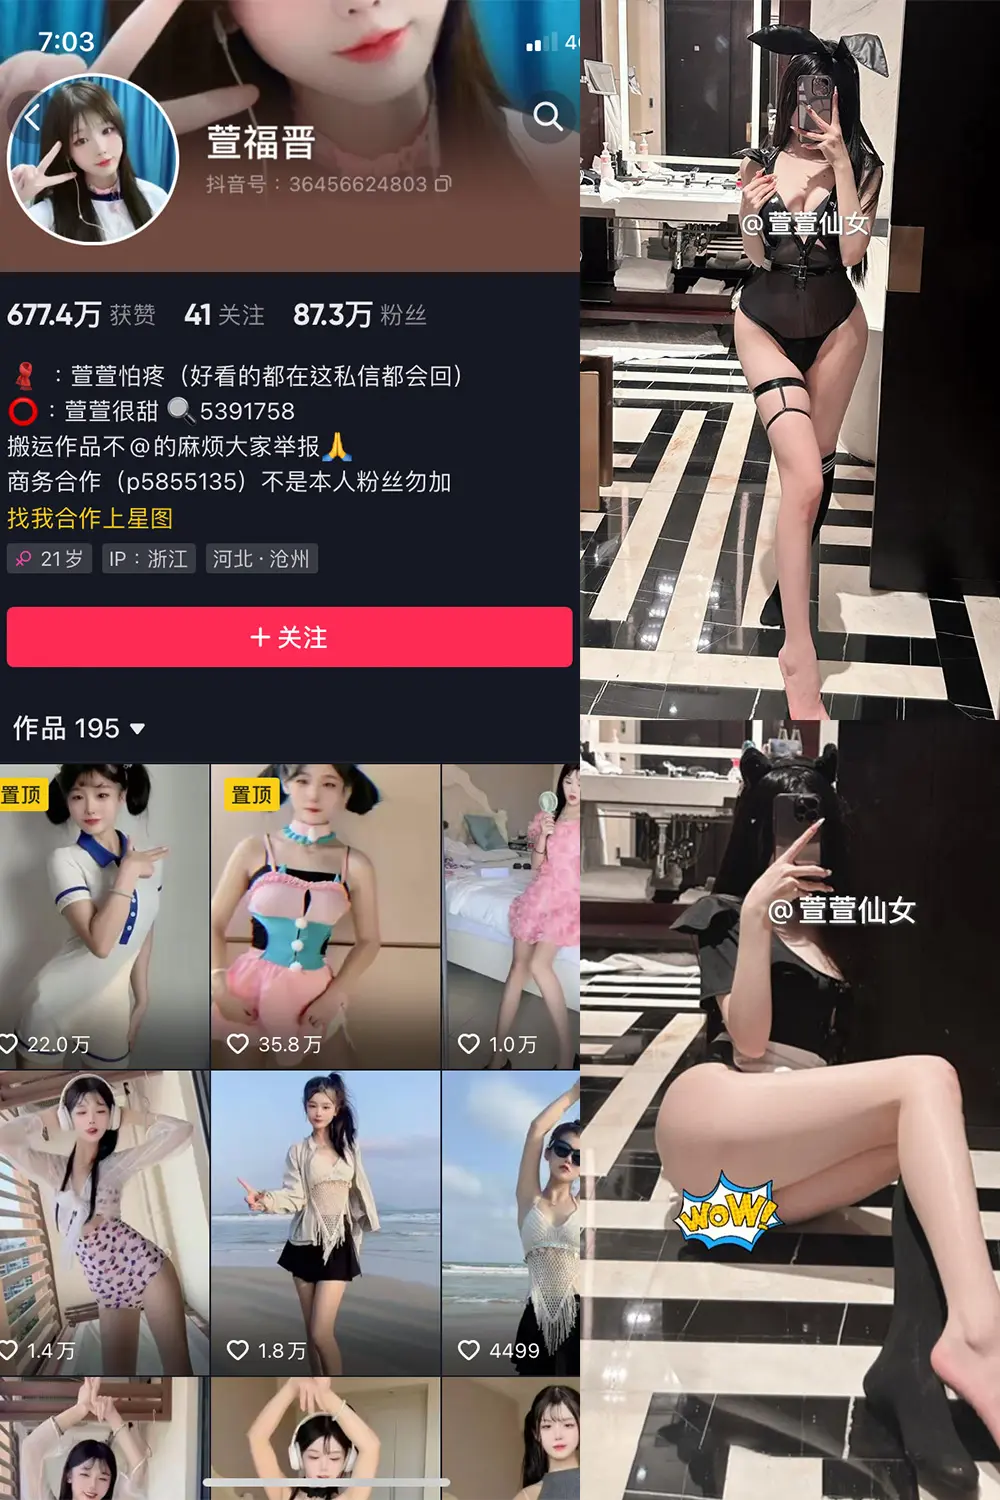 7:03
4G
萱福晋
抖音号：36456624803
677.4万 获赞 41 关注 87.3万 粉丝
：萱萱怕疼（好看的都在这私信都会回）
：萱萱很甜 5391758
搬运作品不@的麻烦大家举报
商务合作（p5855135）不是本人粉丝勿加
找我合作上星图
21岁 IP：浙江 河北·沧州
+ 关注
作品 195
置顶
置顶
22.0万
35.8万
1.0万
1.4万
1.8万
4499
@萱萱仙女
@萱萱仙女
WOW!